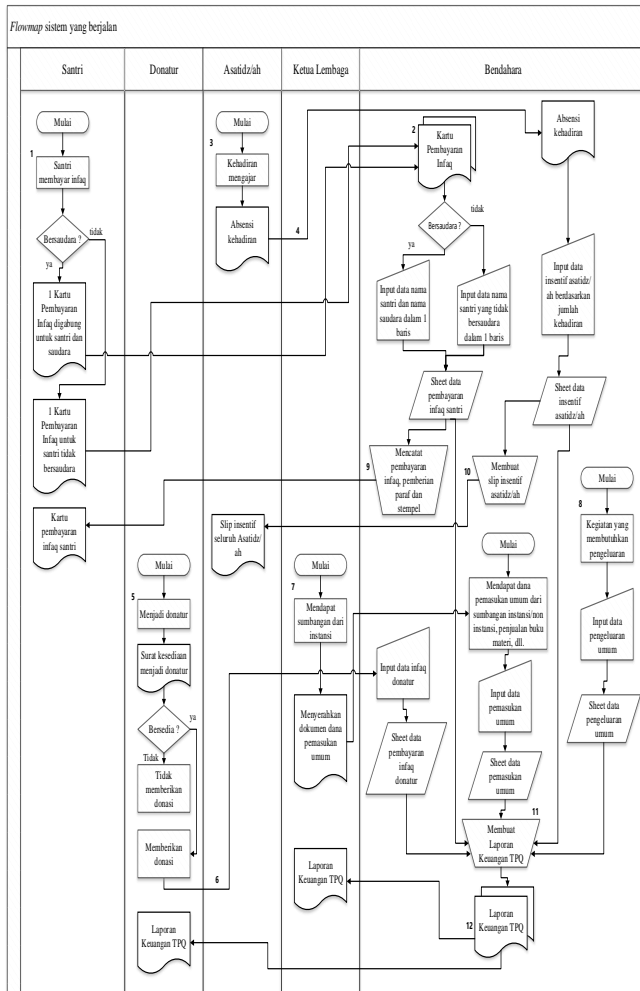 Flowmap sistem yang berjalan
Santri
Donatur
Asatidz/ah
Ketua Lembaga
Bendahara
Mulai
1
Santri
membayar infaq
Bersaudara ?
tidak
ya
1 Kartu
Pembayaran
Infaq digabung
untuk santri dan
saudara
1 Kartu
Pembayaran
Infaq untuk
santri tidak
bersaudara
Kartu
pembayaran
infaq santri
Mulai
5
Menjadi donatur
Surat kesediaan
menjadi donatur
Bersedia ?
ya
Tidak
Tidak
memberikan
donasi
Memberikan
donasi
6
Laporan
Keuangan TPQ
Mulai
3
Kehadiran
mengajar
Absensi
kehadiran
4
Slip insentif
seluruh Asatidz/
ah
Mulai
7
Mendapat
sumbangan dari
instansi
Menyerahkan
dokumen dana
pemasukan
umum
Laporan
Keuangan TPQ
2
Kartu
Pembayaran
Infaq
Bersaudara ?
tidak
ya
Input data nama
santri dan nama
saudara dalam 1
baris
Input data nama
santri yang tidak
bersaudara
dalam 1 baris
Sheet data
pembayaran
infaq santri
9
Mencatat
pembayaran
infaq, pemberian
paraf dan
stempel
Absensi
kehadiran
Input data
insentif asatidz/
ah berdasarkan
jumlah
kehadiran
Sheet data
insentif
asatidz/ah
10
Membuat
slip insentif
asatidz/ah
Mulai
8
Kegiatan yang
membutuhkan
pengeluaran
Input data
pengeluaran
umum
Sheet data
pengeluaran
umum
Mulai
Mendapat dana
pemasukan umum dari
sumbangan instansi/non
instansi, penjualan buku
materi, dll.
Input data
pemasukan
umum
Sheet data
pemasukan
umum
Input data infaq
donatur
Sheet data
pembayaran
infaq
donatur
11
Membuat
Laporan
Keuangan TPQ
12
Laporan
Keuangan TPQ